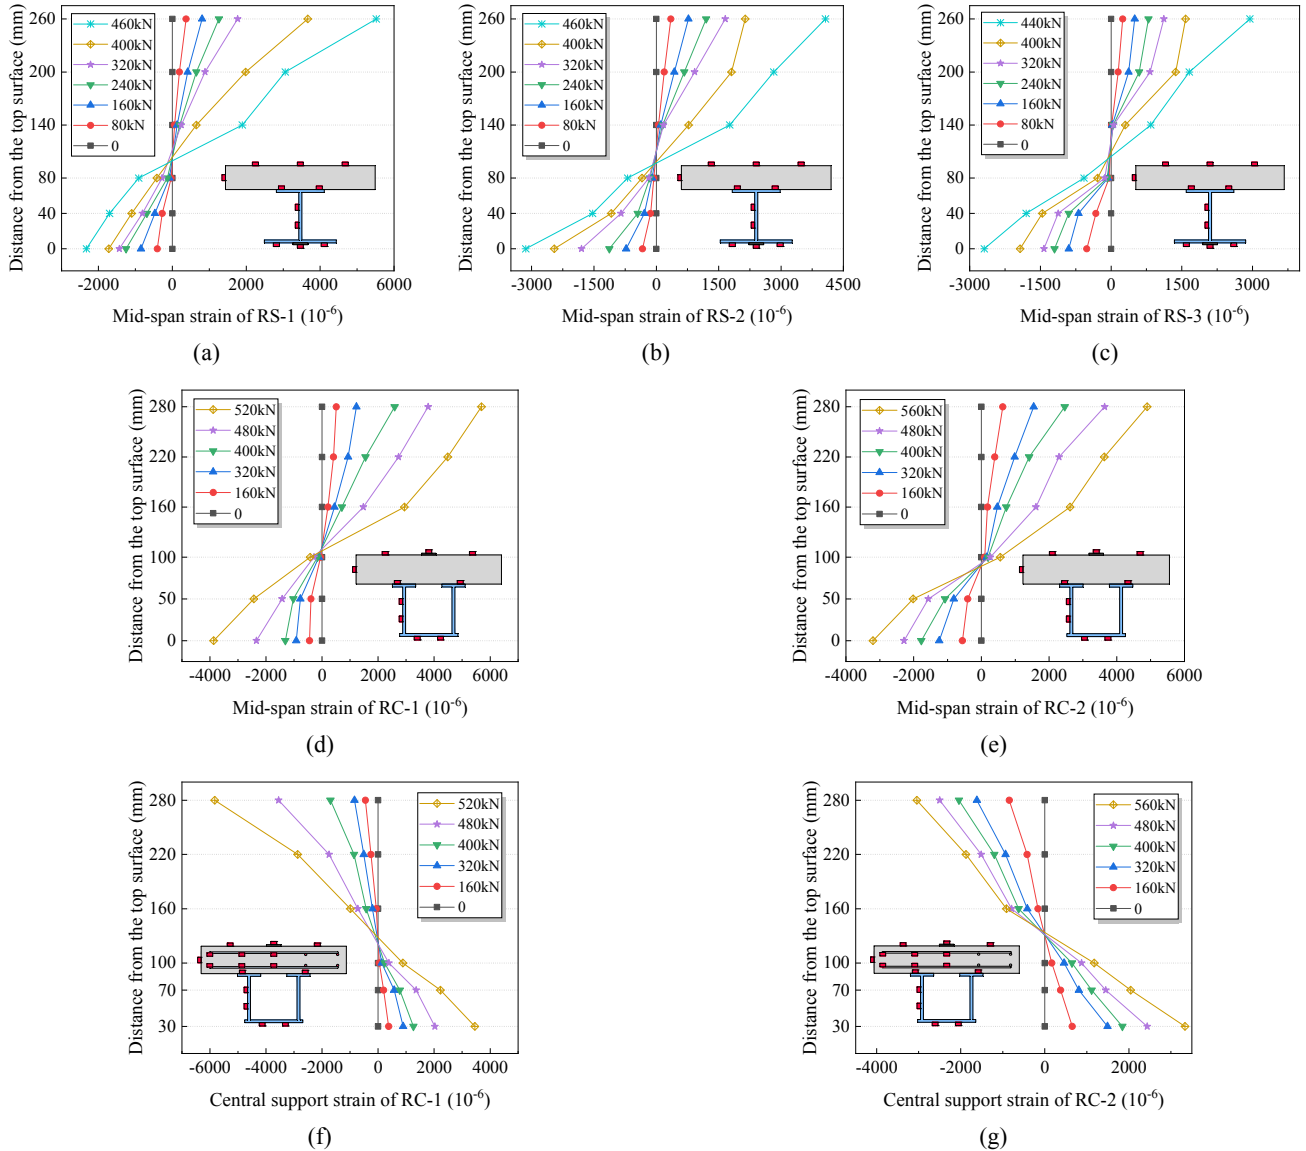 Distance from the top surface (mm)
260
200
140
80
40
0
460kN
400kN
320kN
240kN
160kN
80kN
0
-2000 0 2000 4000 6000
Mid-span strain of RS-1 (10⁻⁶)
(a)
Distance from the top surface (mm)
260
200
140
80
40
0
460kN
400kN
320kN
240kN
160kN
80kN
0
-3000 -1500 0 1500 3000 4500
Mid-span strain of RS-2 (10⁻⁶)
(b)
Distance from the top surface (mm)
260
200
140
80
40
0
440kN
400kN
320kN
240kN
160kN
80kN
0
-3000 -1500 0 1500 3000
Mid-span strain of RS-3 (10⁻⁶)
(c)
Distance from the top surface (mm)
280
220
160
100
50
0
520kN
480kN
400kN
320kN
160kN
0
-4000 -2000 0 2000 4000 6000
Mid-span strain of RC-1 (10⁻⁶)
(d)
Distance from the top surface (mm)
280
220
160
100
50
0
560kN
480kN
400kN
320kN
160kN
0
-4000 -2000 0 2000 4000 6000
Mid-span strain of RC-2 (10⁻⁶)
(e)
Distance from the top surface (mm)
280
220
160
100
70
30
520kN
480kN
400kN
320kN
160kN
0
-6000 -4000 -2000 0 2000 4000
Central support strain of RC-1 (10⁻⁶)
(f)
Distance from the top surface (mm)
280
220
160
100
70
30
560kN
480kN
400kN
320kN
160kN
0
-4000 -2000 0 2000
Central support strain of RC-2 (10⁻⁶)
(g)